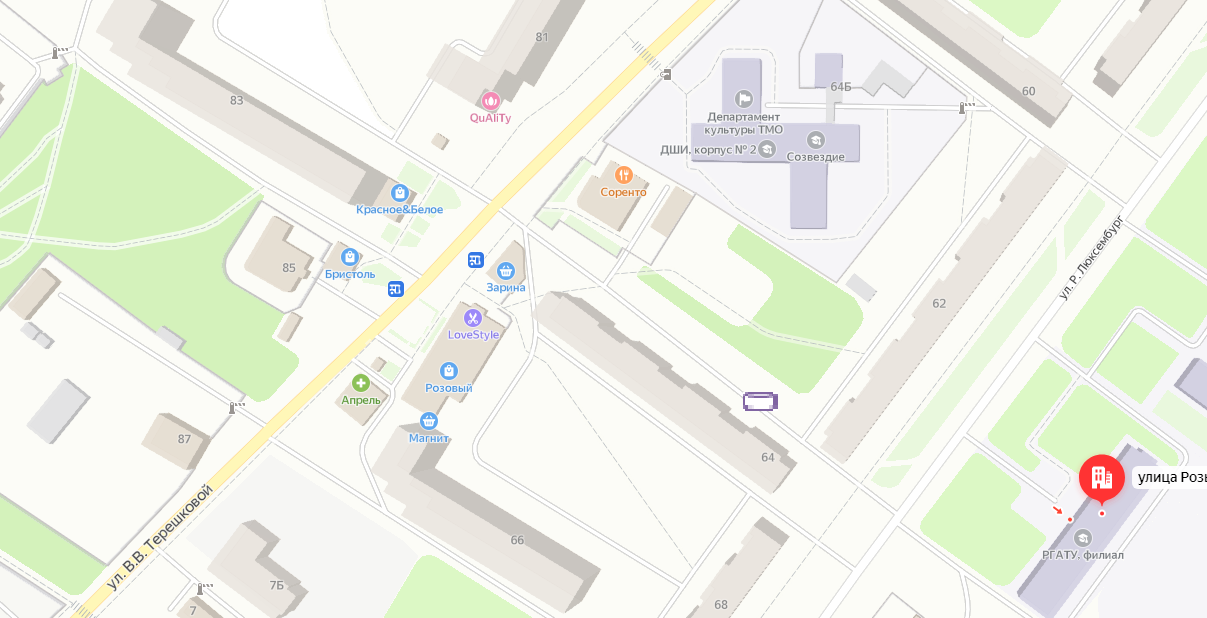 81
60
64Б
83
QuAliTy
Департамент
культуры ТМО
ДШИ, корпус № 2
Созвездие
Соренто
Красное&Белое
ул. Р. Люксембург
85
Бристоль
Зарина
62
LoveStyle
Розовый
Апрель
Магнит
87
64
улица Розы
ул. В.В. Терешковой
66
РГАТУ, филиал
7Б
7
68